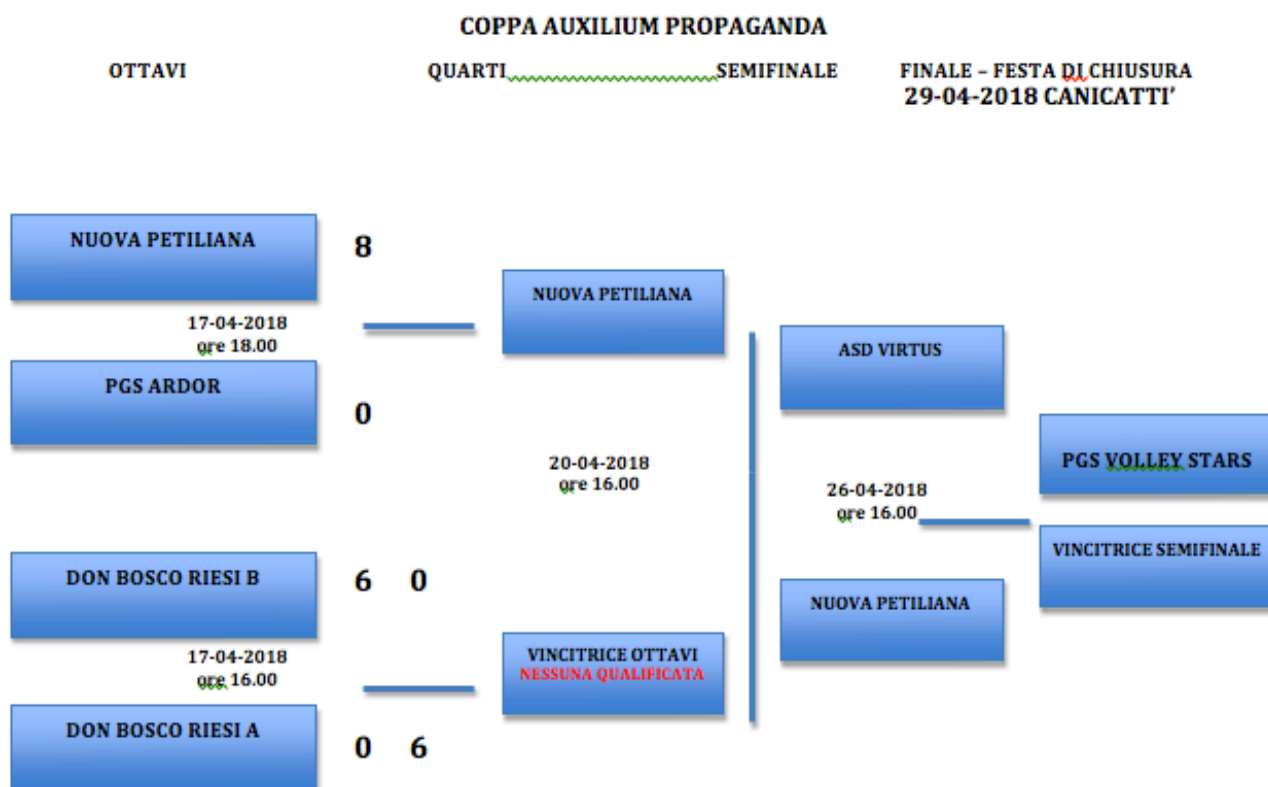 COPPA AUXILIUM PROPAGANDA
OTTAVI QUARTI SEMIFINALE FINALE – FESTA DI CHIUSURA
29-04-2018 CANICATTI’
NUOVA PETILIANA 8
17-04-2018
ore 18.00
PGS ARDOR 0
NUOVA PETILIANA
20-04-2018
ore 16.00
DON BOSCO RIESI B 6 0
17-04-2018
ore 16.00
DON BOSCO RIESI A 0 6
VINCITRICE OTTAVI
NESSUNA QUALIFICATA
ASD VIRTUS
26-04-2018
ore 16.00
NUOVA PETILIANA
PGS VOLLEY STARS
VINCITRICE SEMIFINALE